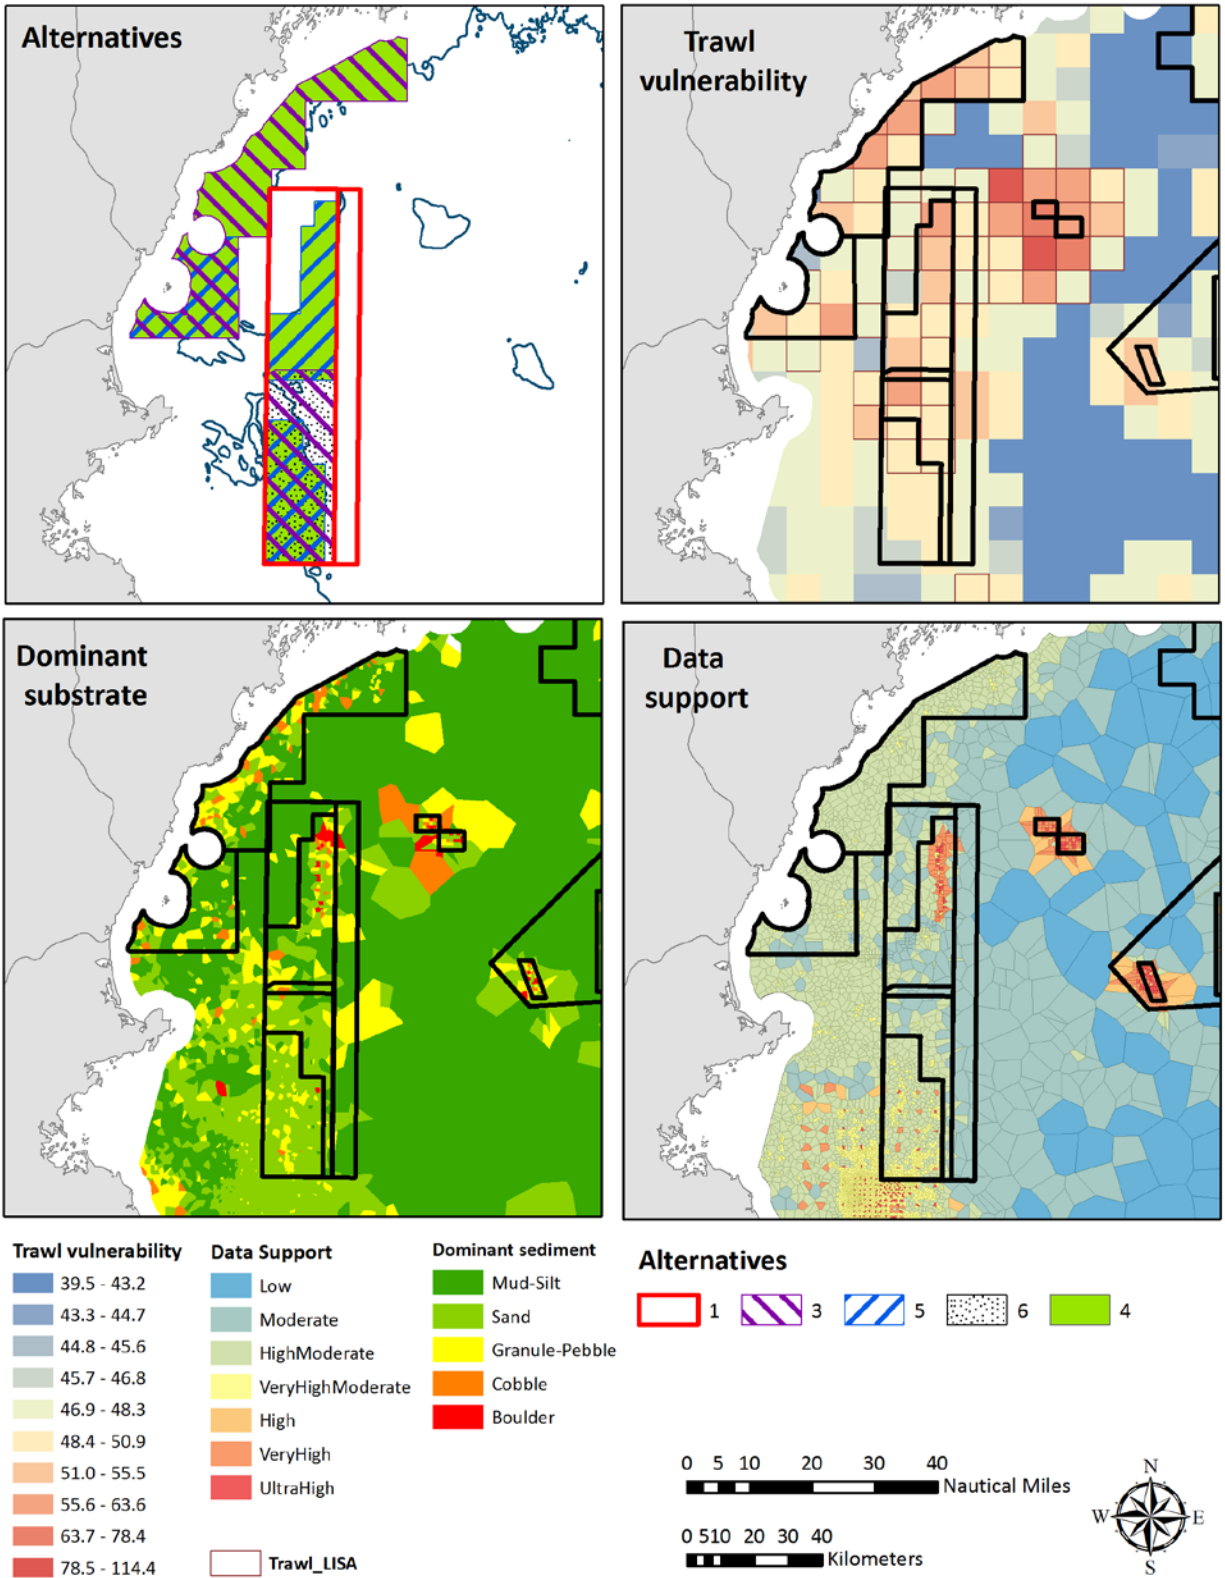 Alternatives
Trawl
vulnerability
Dominant
substrate
Data
support
Trawl vulnerability
39.5 - 43.2
43.3 - 44.7
44.8 - 45.6
45.7 - 46.8
46.9 - 48.3
48.4 - 50.9
51.0 - 55.5
55.6 - 63.6
63.7 - 78.4
78.5 - 114.4
Data Support
Low
Moderate
HighModerate
VeryHighModerate
High
VeryHigh
UltraHigh
Trawl_LISA
Dominant sediment
Mud-Silt
Sand
Granule-Pebble
Cobble
Boulder
Alternatives
1 3 5 6 4
0 5 10 20 30 40
Nautical Miles
0 510 20 30 40
Kilometers
N
W E
S